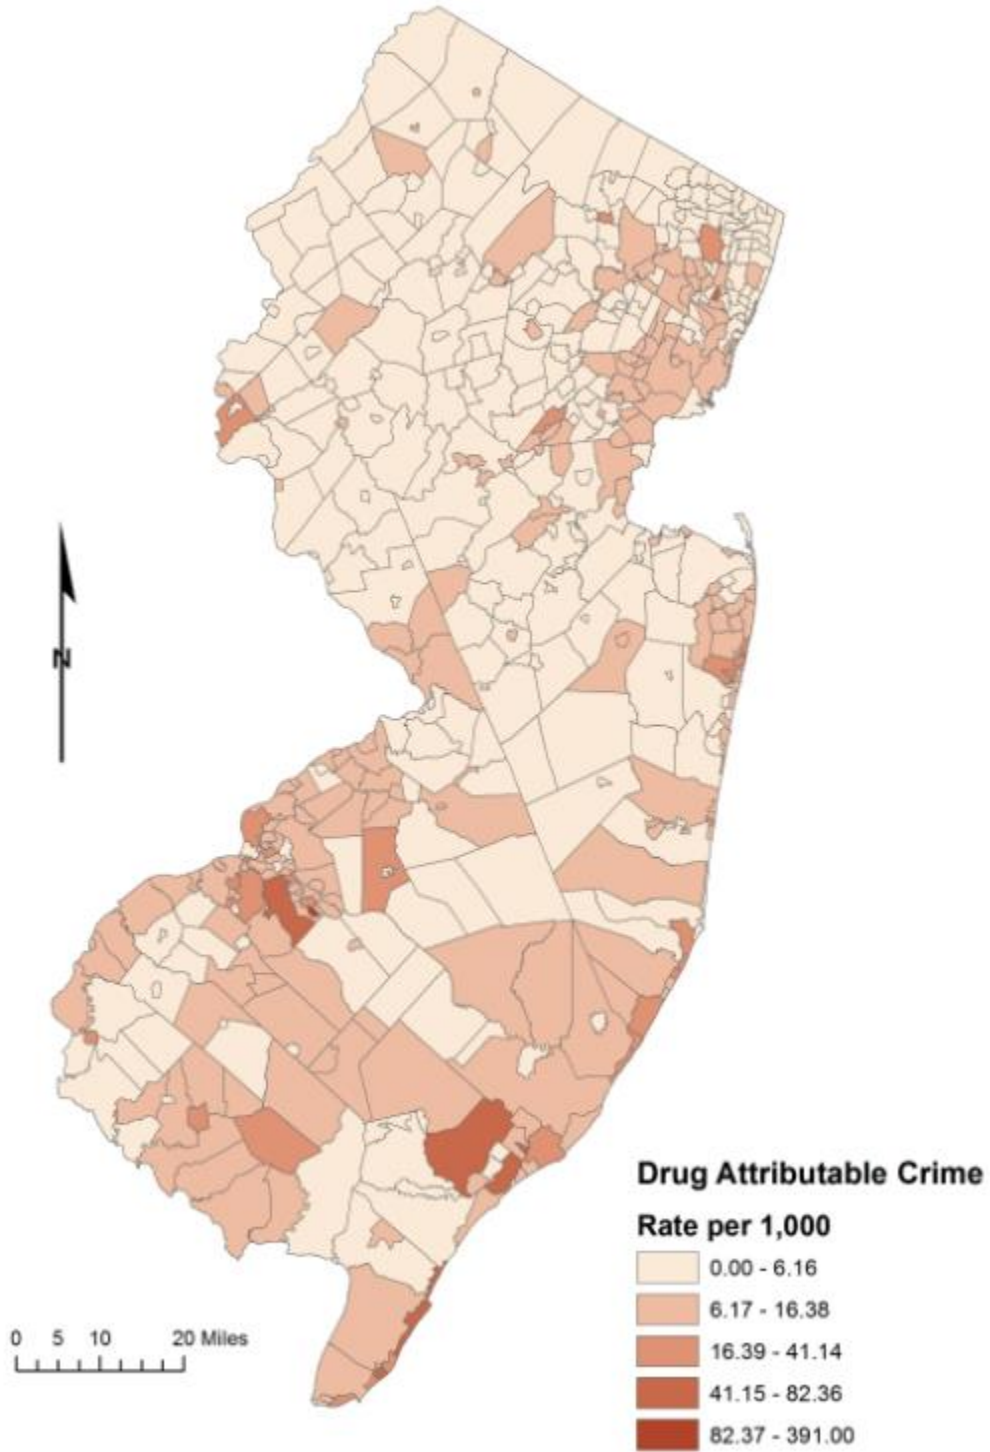 N
Drug Attributable Crime
Rate per 1,000
0.00 - 6.16
6.17 - 16.38
16.39 - 41.14
41.15 - 82.36
82.37 - 391.00
0 5 10 20 Miles